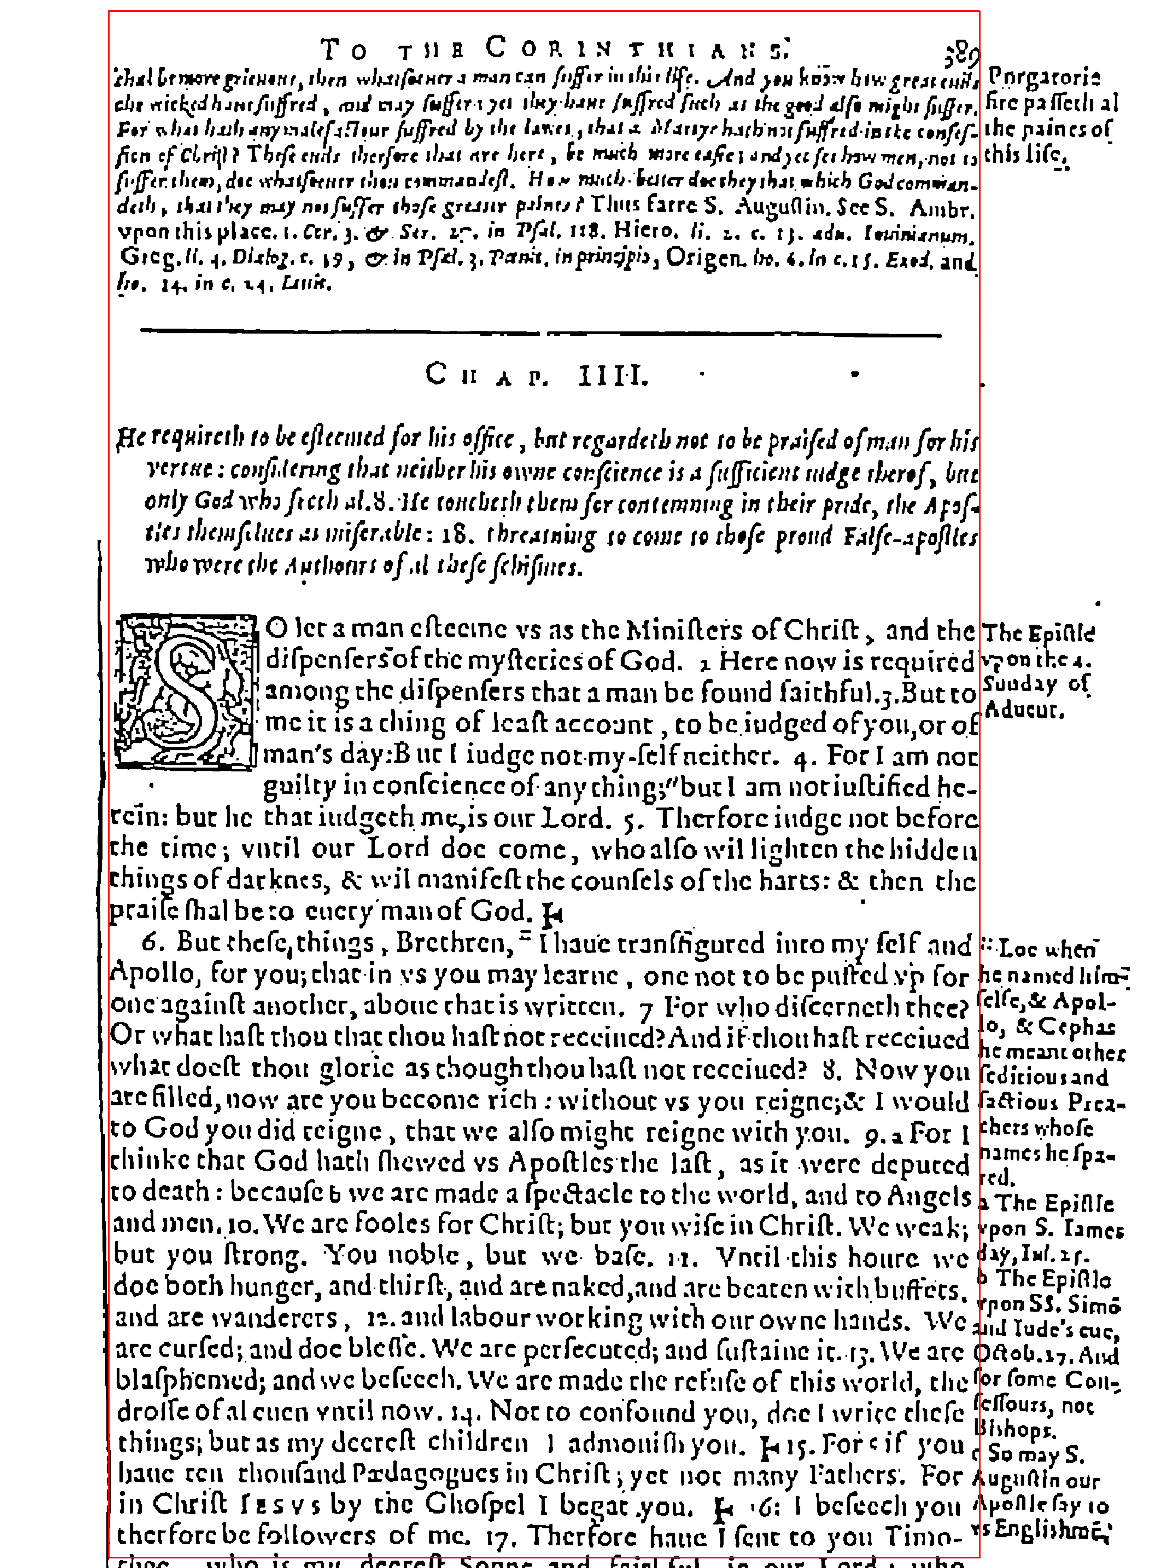 TO THE CORINTHIANS. 389
shal be more grieuous, then whatsoeuer a man can suffer in this life. And you know how great euils
the wicked haue suffred, and may suffer: yet they haue suffred such as the good also might suffer.
For what hath any malefactour suffred by the lawes, that a Martyr hath not suffred in the confes-
sion of Christ? These euils therfore that are here, be much more easie; and yet see how men, not to
suffer them, doe whatsoeuer thou commandest. How much better doe they that which God comman-
deth, that they may not suffer those greater paines? Thus farre S. Augustin. See S. Ambr.
vpon this place. 1. Cor. 3. & Ser. 20. in Psal. 118. Hiero. li. 2. c. 13. adu. Iouinianum.
Greg. li. 4. Dialog. c. 39, & in Psal. 3. Pœnit. in principio, Origen. ho. 6. in c. 15. Exod. and
ho. 14. in c. 24. Leuit.
Purgatorie
fire passeth al
the paines of
this life.
CHAP. IIII.
He requireth to be esteemed for his office, but regardeth not to be praised of man for his
vertue: considering that neither his owne conscience is a sufficient iudge therof, but
only God who seeth al. 8. He toucheth them for contemning in their pride, the Apos-
tles themselues as miserable: 18. threatning to come to those proud False-apostles
who were the Authours of al these schismes.
SO let a man esteeme vs as the Ministers of Christ, and the
dispensers of the mysteries of God. 2 Here now is required
among the dispensers that a man be found faithful. 3. But to
me it is a thing of least account, to be iudged of you, or of
man's day: But I iudge not my-self neither. 4. For I am not
guilty in conscience of any thing; "but I am not iustified he-
rein: but he that iudgeth me, is our Lord. 5. Therfore iudge not before
the time; vntil our Lord doe come, who also wil lighten the hidden
things of darknes, & wil manifest the counsels of the harts: & then the
praise shal be to euery man of God.
The Epistle
vpon the 4.
Sunday of
Aduent.
6. But these things, Brethren, I haue transfigured into my self and
Apollo, for you; that in vs you may learne, one not to be puffed vp for
one against another, aboue that is written. 7 For who discerneth thee?
Or what hast thou that thou hast not receiued? And if thou hast receiued
what doest thou glorie as though thou hast not receiued? 8. Now you
are filled, now are you become rich: without vs you reigne; & I would
to God you did reigne, that we also might reigne with you. 9. a For I
thinke that God hath shewed vs Apostles the last, as it were deputed
to death: because b we are made a spectacle to the world, and to Angels
and men. 10. We are fooles for Christ; but you wise in Christ. We weak;
but you strong. You noble, but we base. 11. Vntil this houre we
doe both hunger, and thirst, and are naked, and are beaten with buffets,
and are wanderers, 12. and labour working with our owne hands. We
are cursed; and doe blesse. We are persecuted; and sustaine it. 13. We are
blasphemed; and we beseech. We are made the refuse of this world, the
drosse of al euen vntil now. 14. Not to confound you, doe I write these
things; but as my deerest children I admonish you. 15. For c if you
haue ten thousand Pædagogues in Christ; yet not many Fathers. For
in Christ IESVS by the Ghospel I begat you. 16: I beseech you
therfore be followers of me. 17. Therfore haue I sent to you Timo-
thee, who is my deerest Sonne and faithful in our Lord: who
:: Loe when
he named him-
selfe, & Apol-
lo, & Cephas
he meant other
seditious and
factious Prea-
chers whose
names he spa-
red.
a The Epistle
vpon S. Iames
day, Iul. 25.
b The Epistle
vpon SS. Simō
and Iude's eue,
Octob. 27. And
for some Con-
fessours, not
Bishops.
c So may S.
Augustin our
Apostle say to
vs Englishmē.